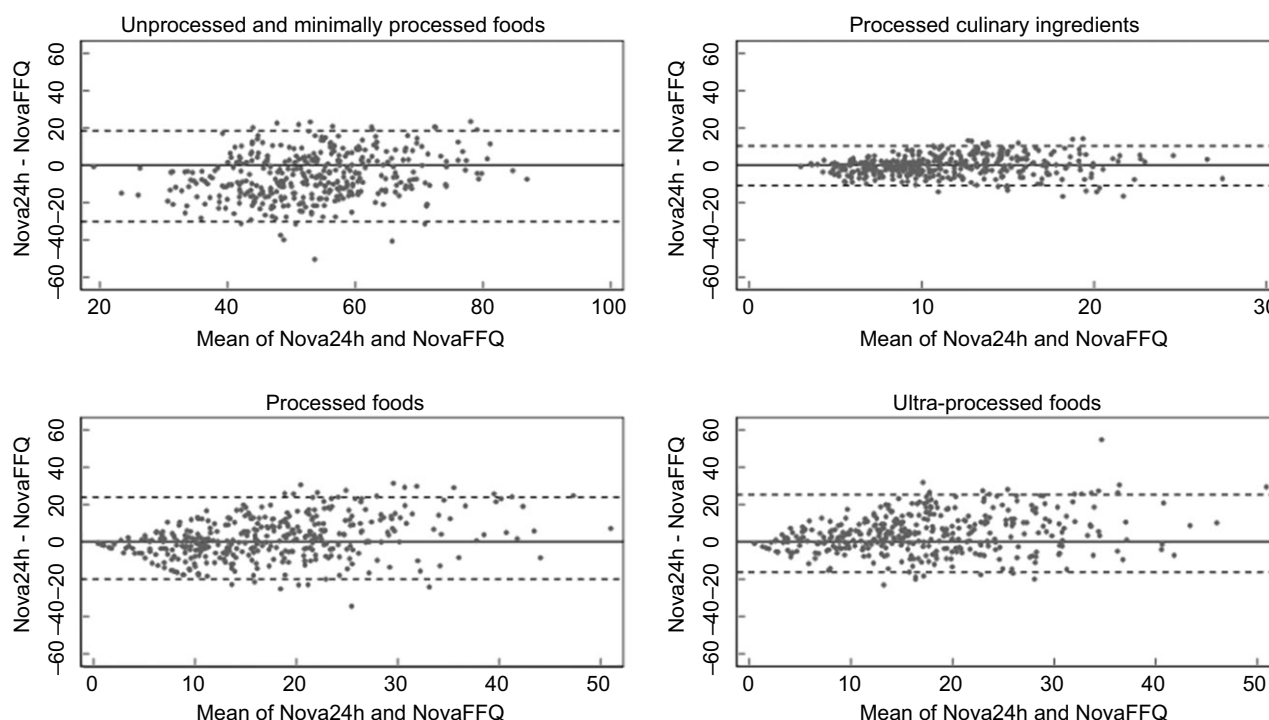 Unprocessed and minimally processed foods
Nova24h - NovaFFQ
60
40
20
0
−20
−40
−60
20 40 60 80 100
Mean of Nova24h and NovaFFQ
Processed culinary ingredients
Nova24h - NovaFFQ
60
40
20
0
−20
−40
−60
0 10 20 30
Mean of Nova24h and NovaFFQ
Processed foods
Nova24h - NovaFFQ
60
40
20
0
−20
−40
−60
0 10 20 30 40 50
Mean of Nova24h and NovaFFQ
Ultra-processed foods
Nova24h - NovaFFQ
60
40
20
0
−20
−40
−60
0 10 20 30 40 50
Mean of Nova24h and NovaFFQ